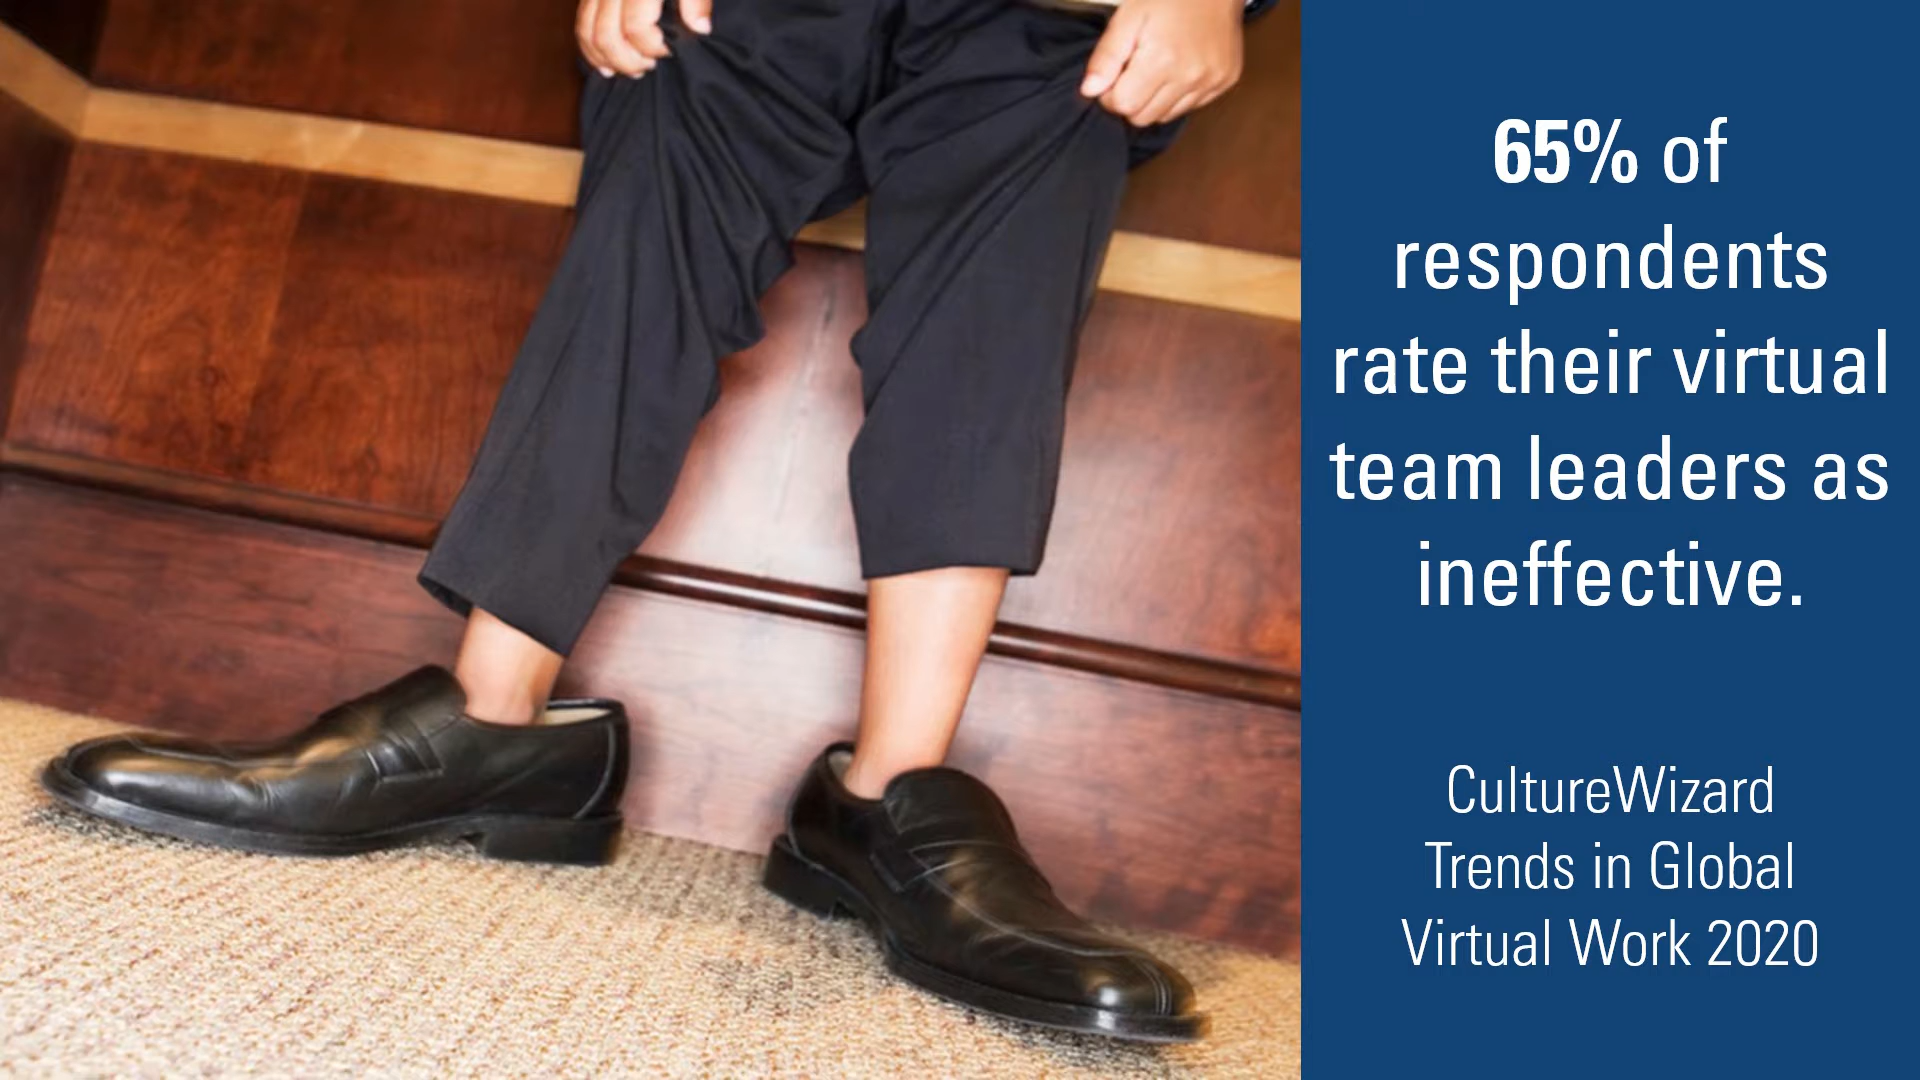 65% of
respondents
rate their virtual
team leaders as
ineffective.
CultureWizard
Trends in Global
Virtual Work 2020